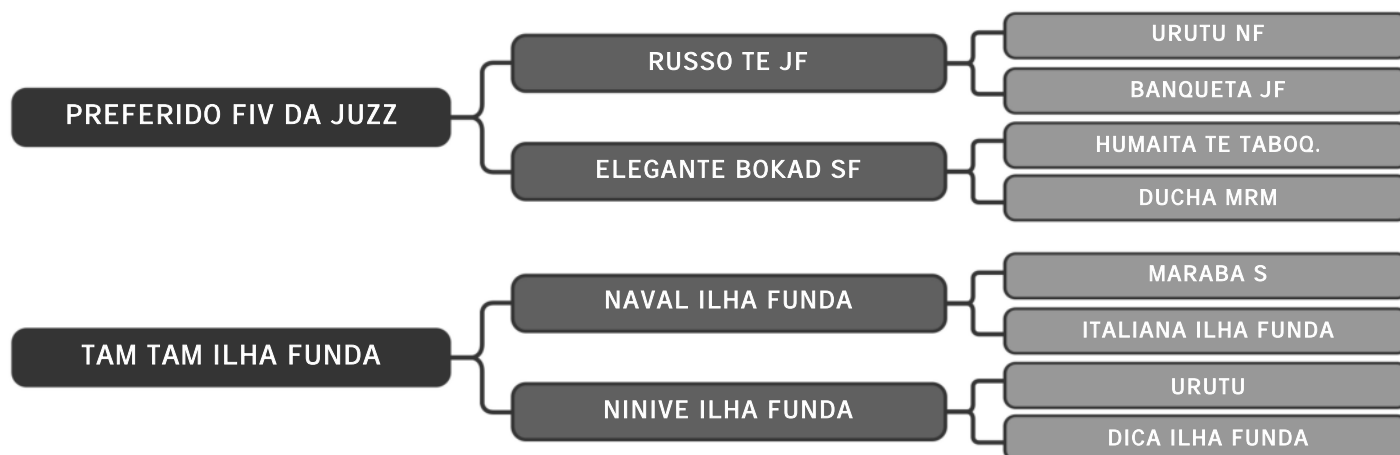 PREFERIDO FIV DA JUZZ
RUSSO TE JF
URUTU NF
BANQUETA JF
ELEGANTE BOKAD SF
HUMAITA TE TABOQ.
DUCHA MRM
TAM TAM ILHA FUNDA
NAVAL ILHA FUNDA
MARABA S
ITALIANA ILHA FUNDA
NINIVE ILHA FUNDA
URUTU
DICA ILHA FUNDA